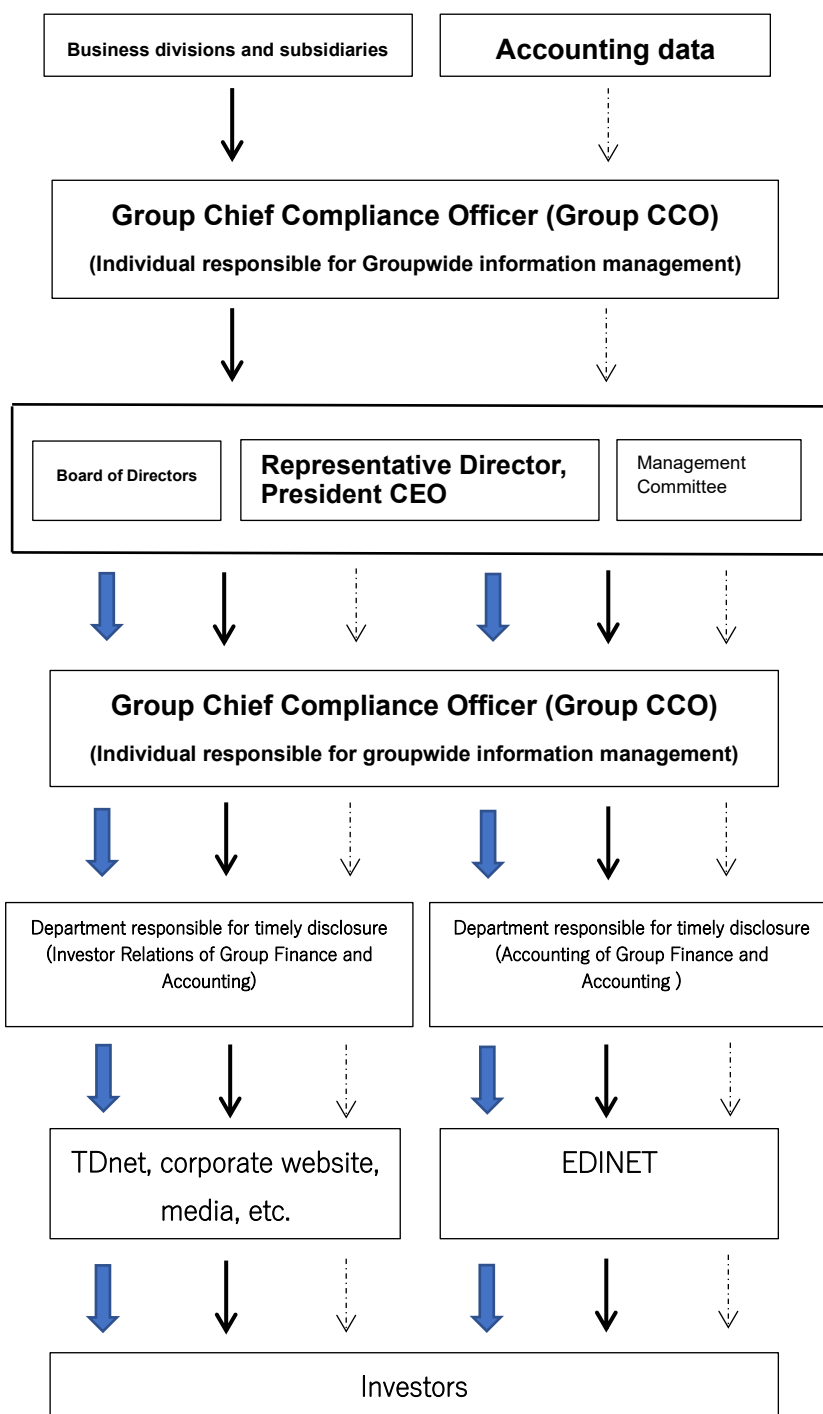 Business divisions and subsidiaries
Accounting data
Group Chief Compliance Officer (Group CCO)
(Individual responsible for Groupwide information management)
Board of Directors
Representative Director,
President CEO
Management
Committee
Group Chief Compliance Officer (Group CCO)
(Individual responsible for groupwide information management)
Department responsible for timely disclosure
(Investor Relations of Group Finance and
Accounting)
Department responsible for timely disclosure
(Accounting of Group Finance and
Accounting )
TDnet, corporate website,
media, etc.
EDINET
Investors